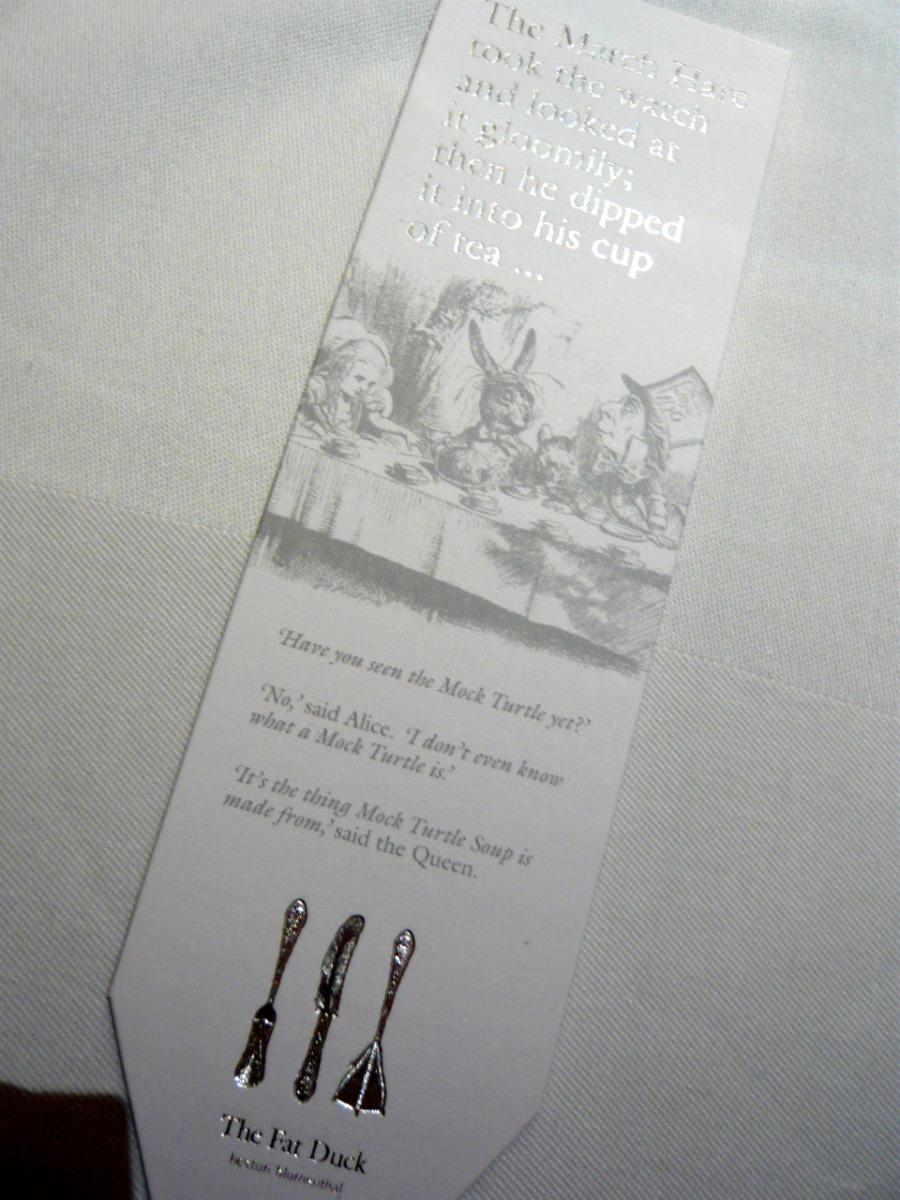 The March Hare
took the watch
and looked at
it gloomily;
then he dipped
it into his cup
of tea ...
‘Have you seen the Mock Turtle yet?’
‘No,’ said Alice. ‘I don’t even know
what a Mock Turtle is.’
‘It’s the thing Mock Turtle Soup is
made from,’ said the Queen.
The Fat Duck
heston blumenthal